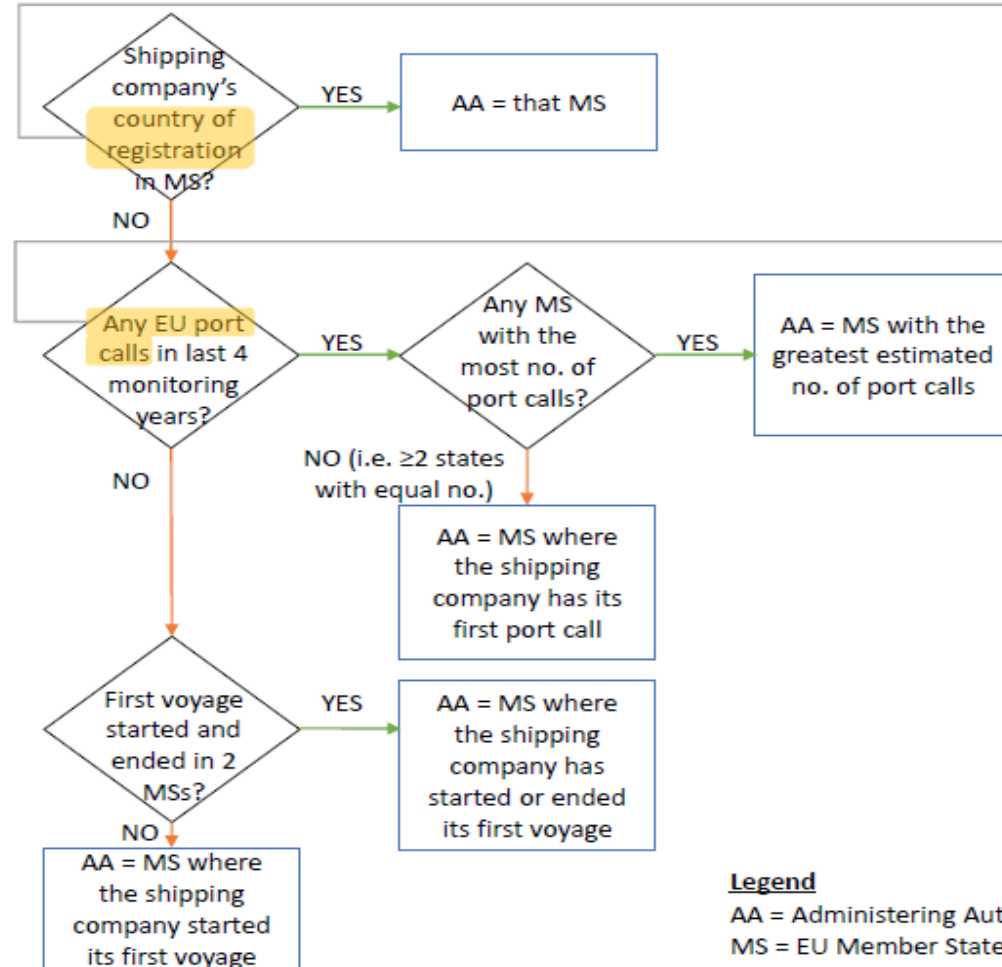 Shipping
company's
country of
registration
in MS?
YES
AA = that MS
NO
Any EU port
calls in last 4
monitoring
years?
YES
Any MS
with the
most no. of
port calls?
YES
AA = MS with the
greatest estimated
no. of port calls
NO
NO (i.e. ≥2 states
with equal no.)
AA = MS where
the shipping
company has its
first port call
First voyage
started and
ended in 2
MSs?
YES
AA = MS where
the shipping
company has
started or ended
its first voyage
NO
AA = MS where
the shipping
company started
its first voyage
Legend
AA = Administering Aut
MS = EU Member State